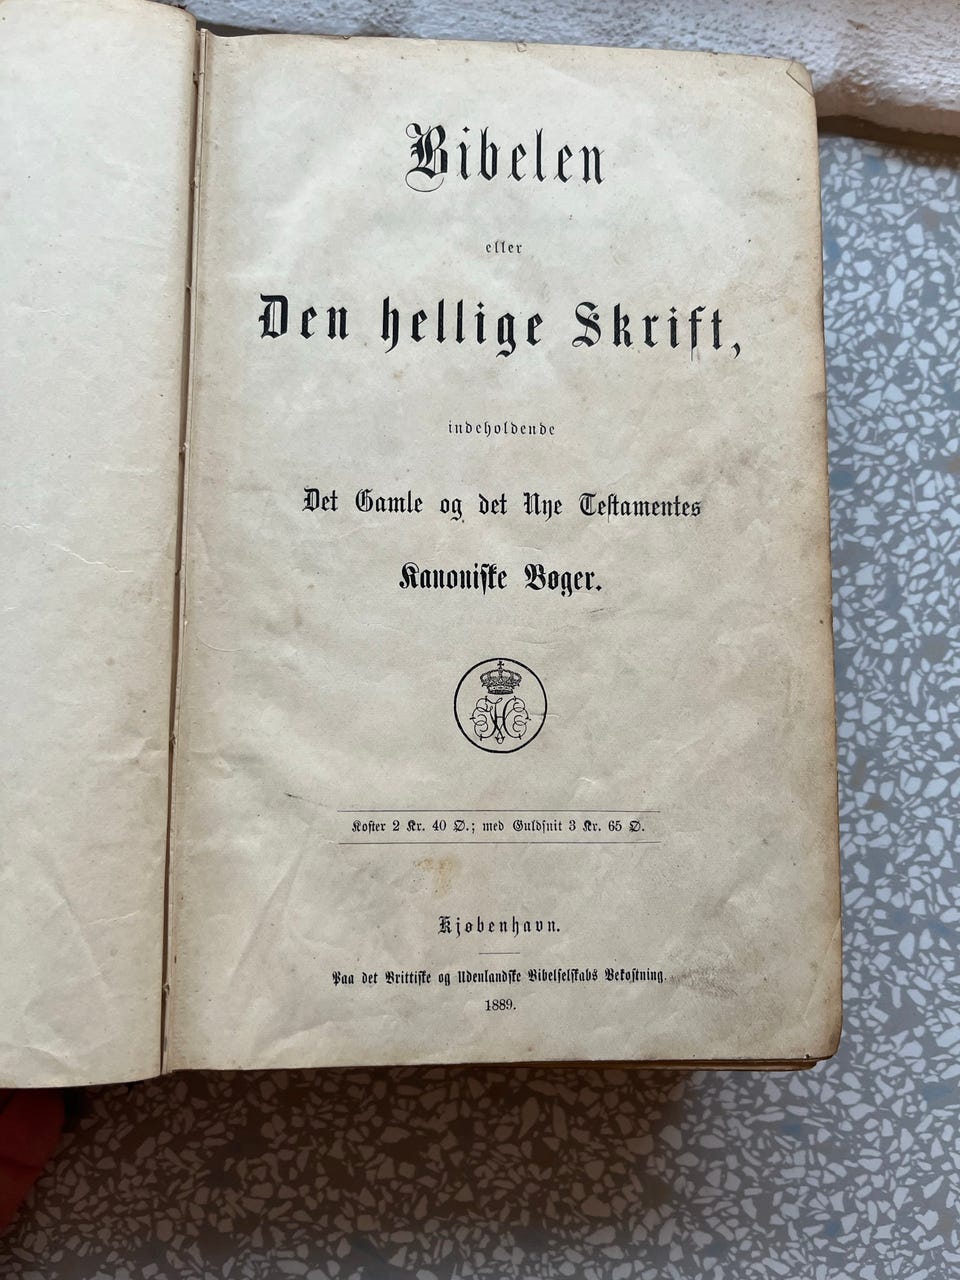 Bibelen
eller
Den hellige Skrift,
indeholdende
Det Gamle og det Nye Testamentes
Kanoniske Bøger.
Koster 2 Kr. 40 Ø.; med Guldsnit 3 Kr. 65 Ø.
Kjøbenhavn.
Paa det Brittiske og Udenlandske Bibelselskabs Bekostning.
1889.